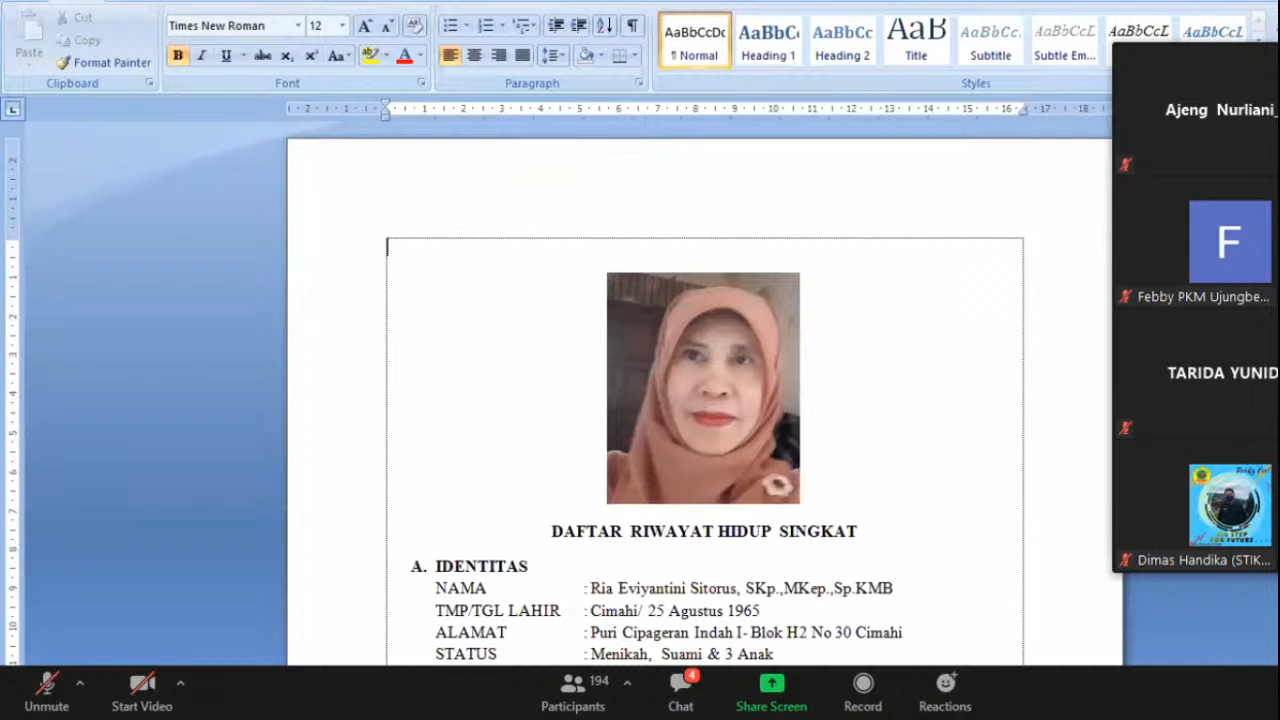 Cut
Copy
Paste
Format Painter
Clipboard
Times New Roman
12
Font
Paragraph
AaBbCcDc
¶ Normal
AaBbC
Heading 1
AaBbCc
Heading 2
AaB
Title
AaBbCc.
Subtitle
AaBbCcL
Subtle Em...
AaBbCcL
AaBbCcL
Styles
Ajeng Nurliani_
F
Febby PKM Ujungbe...
TARIDA YUNID
Dimas Handika (STIK...
DAFTAR RIWAYAT HIDUP SINGKAT
A. IDENTITAS
NAMA : Ria Eviyantini Sitorus, SKp.,MKep.,Sp.KMB
TMP/TGL LAHIR : Cimahi/ 25 Agustus 1965
ALAMAT : Puri Cipageran Indah I- Blok H2 No 30 Cimahi
STATUS : Menikah, Suami & 3 Anak
Unmute
Start Video
194
Participants
4
Chat
Share Screen
Record
Reactions